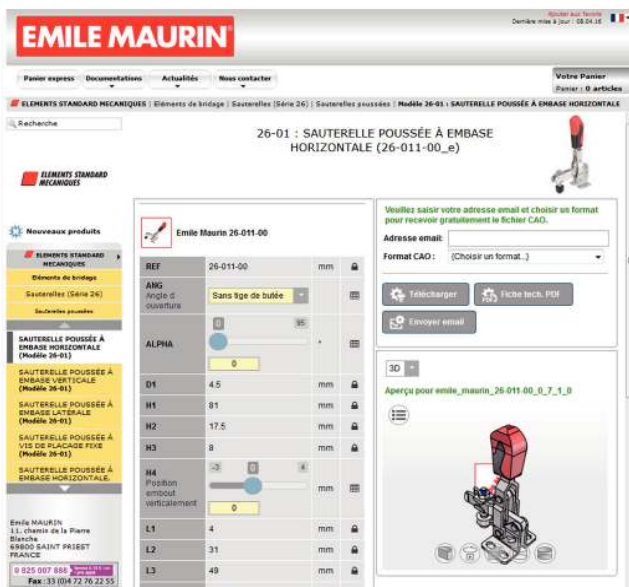 EMILE MAURIN
Ajouter aux favoris
Dernière mise à jour : 08.04.16
Panier express
Documentations
Actualités
Nous contacter
Votre Panier
Panier : 0 articles
ELEMENTS STANDARD MECANIQUES | Eléments de bridage | Sauterelles (Série 26) | Sauterelles poussées | Modèle 26-01 : SAUTERELLE POUSSÉE À EMBASE HORIZONTALE
Recherche
26-01 : SAUTERELLE POUSSÉE À EMBASE
HORIZONTALE (26-011-00_e)
ELEMENTS STANDARD
MECANIQUES
Nouveaux produits
ELEMENTS STANDARD
MECANIQUES
Eléments de bridage
Sauterelles (Série 26)
Sauterelles poussées
SAUTERELLE POUSSÉE À
EMBASE HORIZONTALE
(Modèle 26-01)
SAUTERELLE POUSSÉE À
EMBASE VERTICALE
(Modèle 26-01)
SAUTERELLE POUSSÉE À
EMBASE LATÉRALE
(Modèle 26-01)
SAUTERELLE POUSSÉE À
VIS DE PLACAGE FIXE
(Modèle 26-01)
SAUTERELLE POUSSÉE À
EMBASE HORIZONTALE,
Emile MAURIN
11, chemin de la Pierre
Blanche
69800 SAINT PRIEST
FRANCE
0 825 007 888
Fax : 33 (0)4 72 76 22 55
Emile Maurin 26-011-00
REF 26-011-00 mm
ANG
Angle d
ouverture
Sans tige de butée
0 95
ALPHA °
0
D1 4.5 mm
H1 81 mm
H2 17.5 mm
H3 8 mm
-3 0 4
H4
Position
embout
verticalement
mm
0
L1 4 mm
L2 31 mm
L3 49 mm
Veuillez saisir votre adresse email et choisir un format
pour recevoir gratuitement le fichier CAO.
Adresse email:
Format CAO : (Choisir un format...)
Télécharger
PDF
Fiche tech. PDF
Envoyer email
3D
Aperçu pour emile_maurin_26-011-00_0_7_1_0